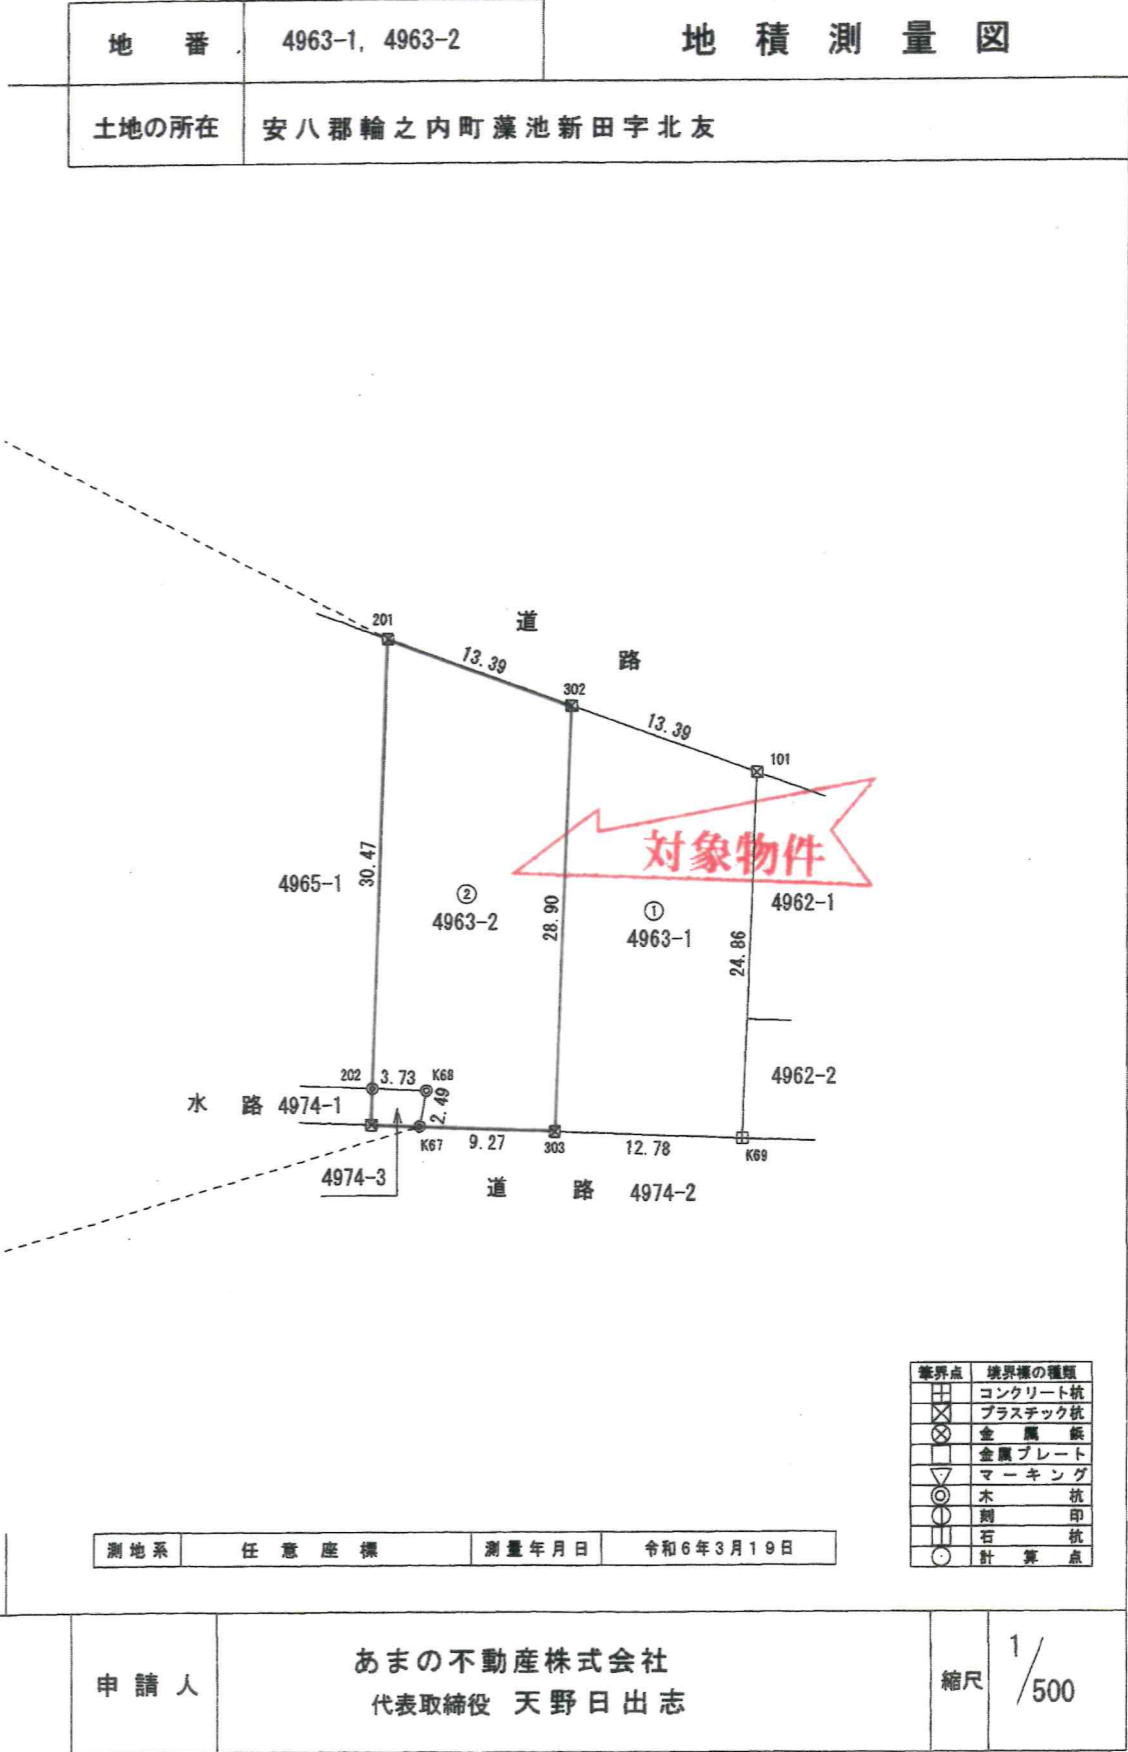 地 番 4963-1, 4963-2
地 積 測 量 図
土地の所在 安八郡輪之内町藻池新田字北友
201
道
路
13.39
302
13.39
101
対象物件
30.47
4965-1
②
4963-2
28.90
①
4963-1
24.86
4962-1
4962-2
202
3.73
K68
2.49
水 路 4974-1
K67
9.27
303
12.78
K69
4974-3
道 路 4974-2
筆界点 境界標の種類
コンクリート杭
プラスチック杭
金 属 鋲
金属プレート
マーキング
木 杭
刻 印
石 杭
計 算 点
測地系 任 意 座 標 測量年月日 令和6年3月19日
申 請 人
あまの不動産株式会社
代表取締役 天野日出志
縮尺 1/500